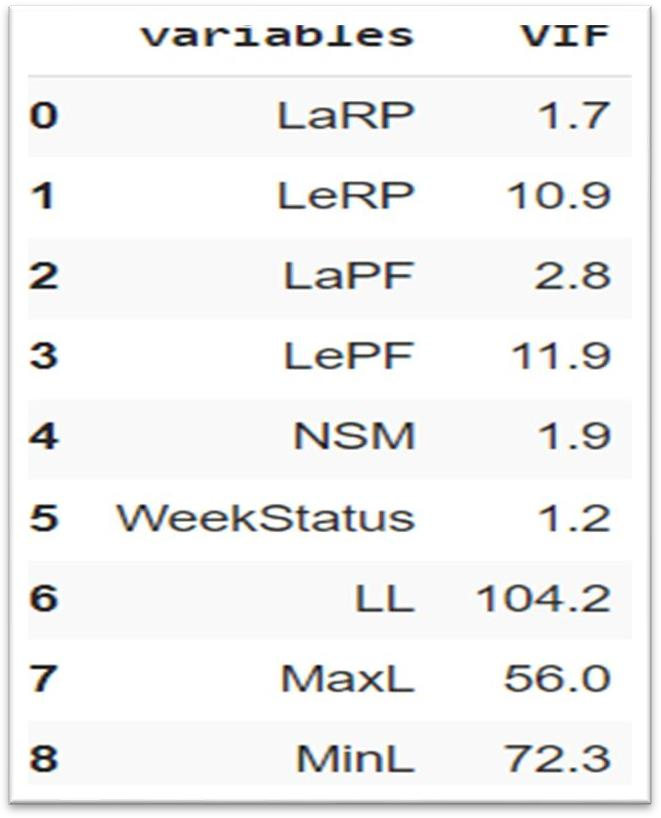 variables VIF
0 LaRP 1.7
1 LeRP 10.9
2 LaPF 2.8
3 LePF 11.9
4 NSM 1.9
5 WeekStatus 1.2
6 LL 104.2
7 MaxL 56.0
8 MinL 72.3